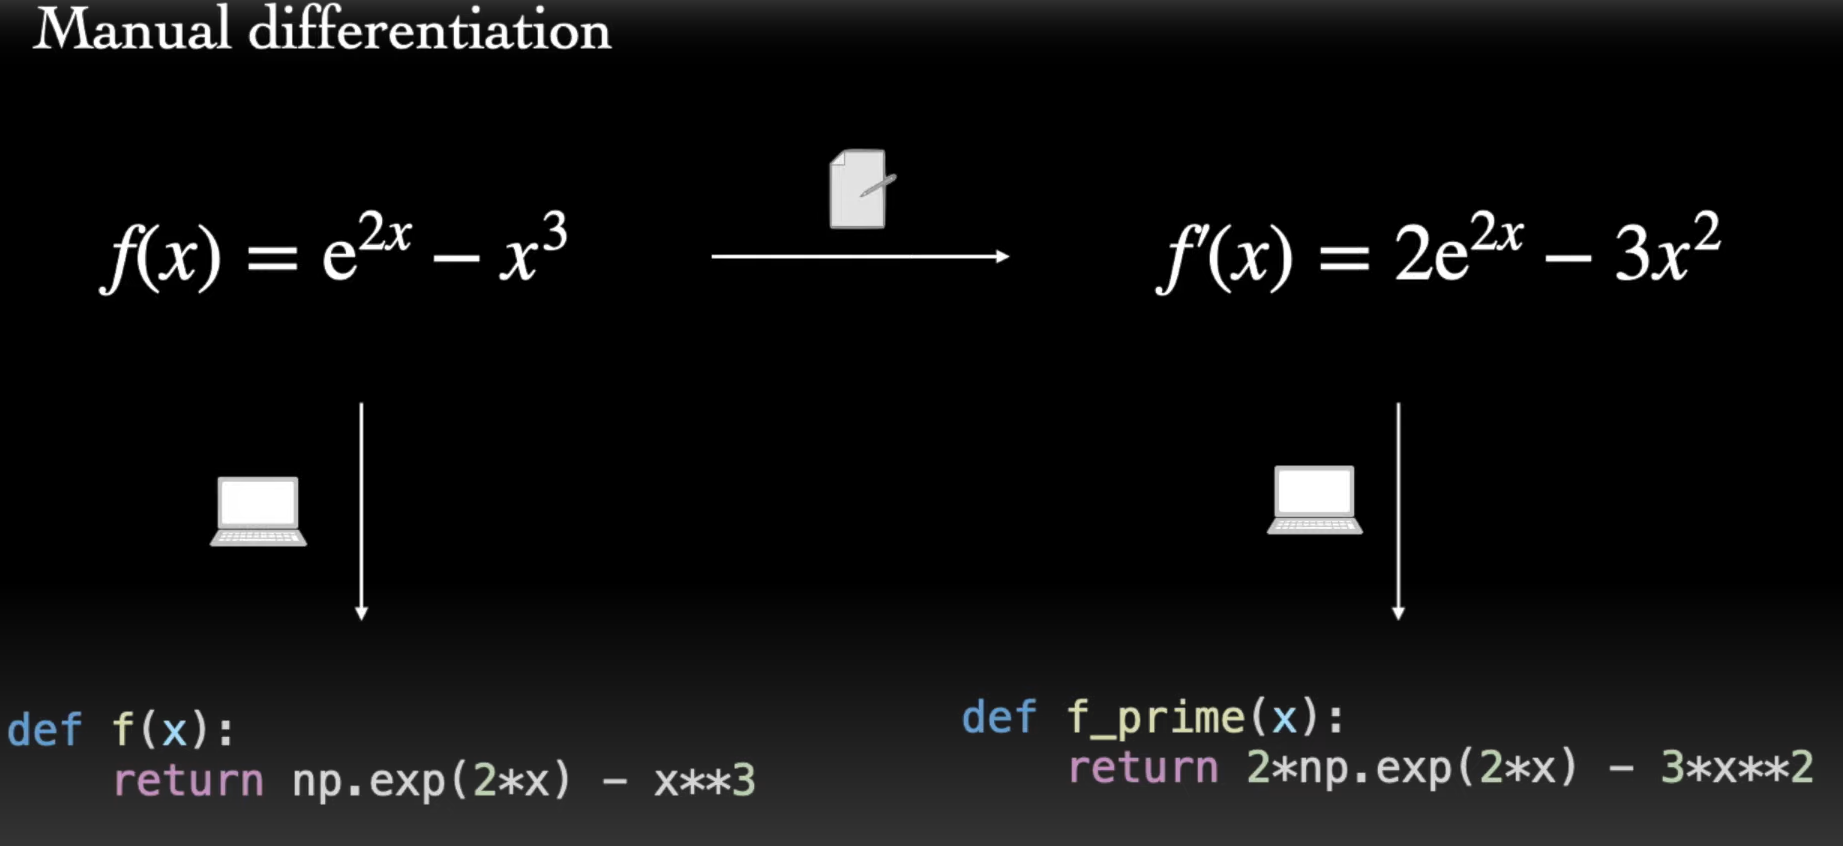 Manual differentiation
f(x) = e^{2x} − x^3
f′(x) = 2e^{2x} − 3x^2
def f(x):
    return np.exp(2*x) - x**3
def f_prime(x):
    return 2*np.exp(2*x) - 3*x**2